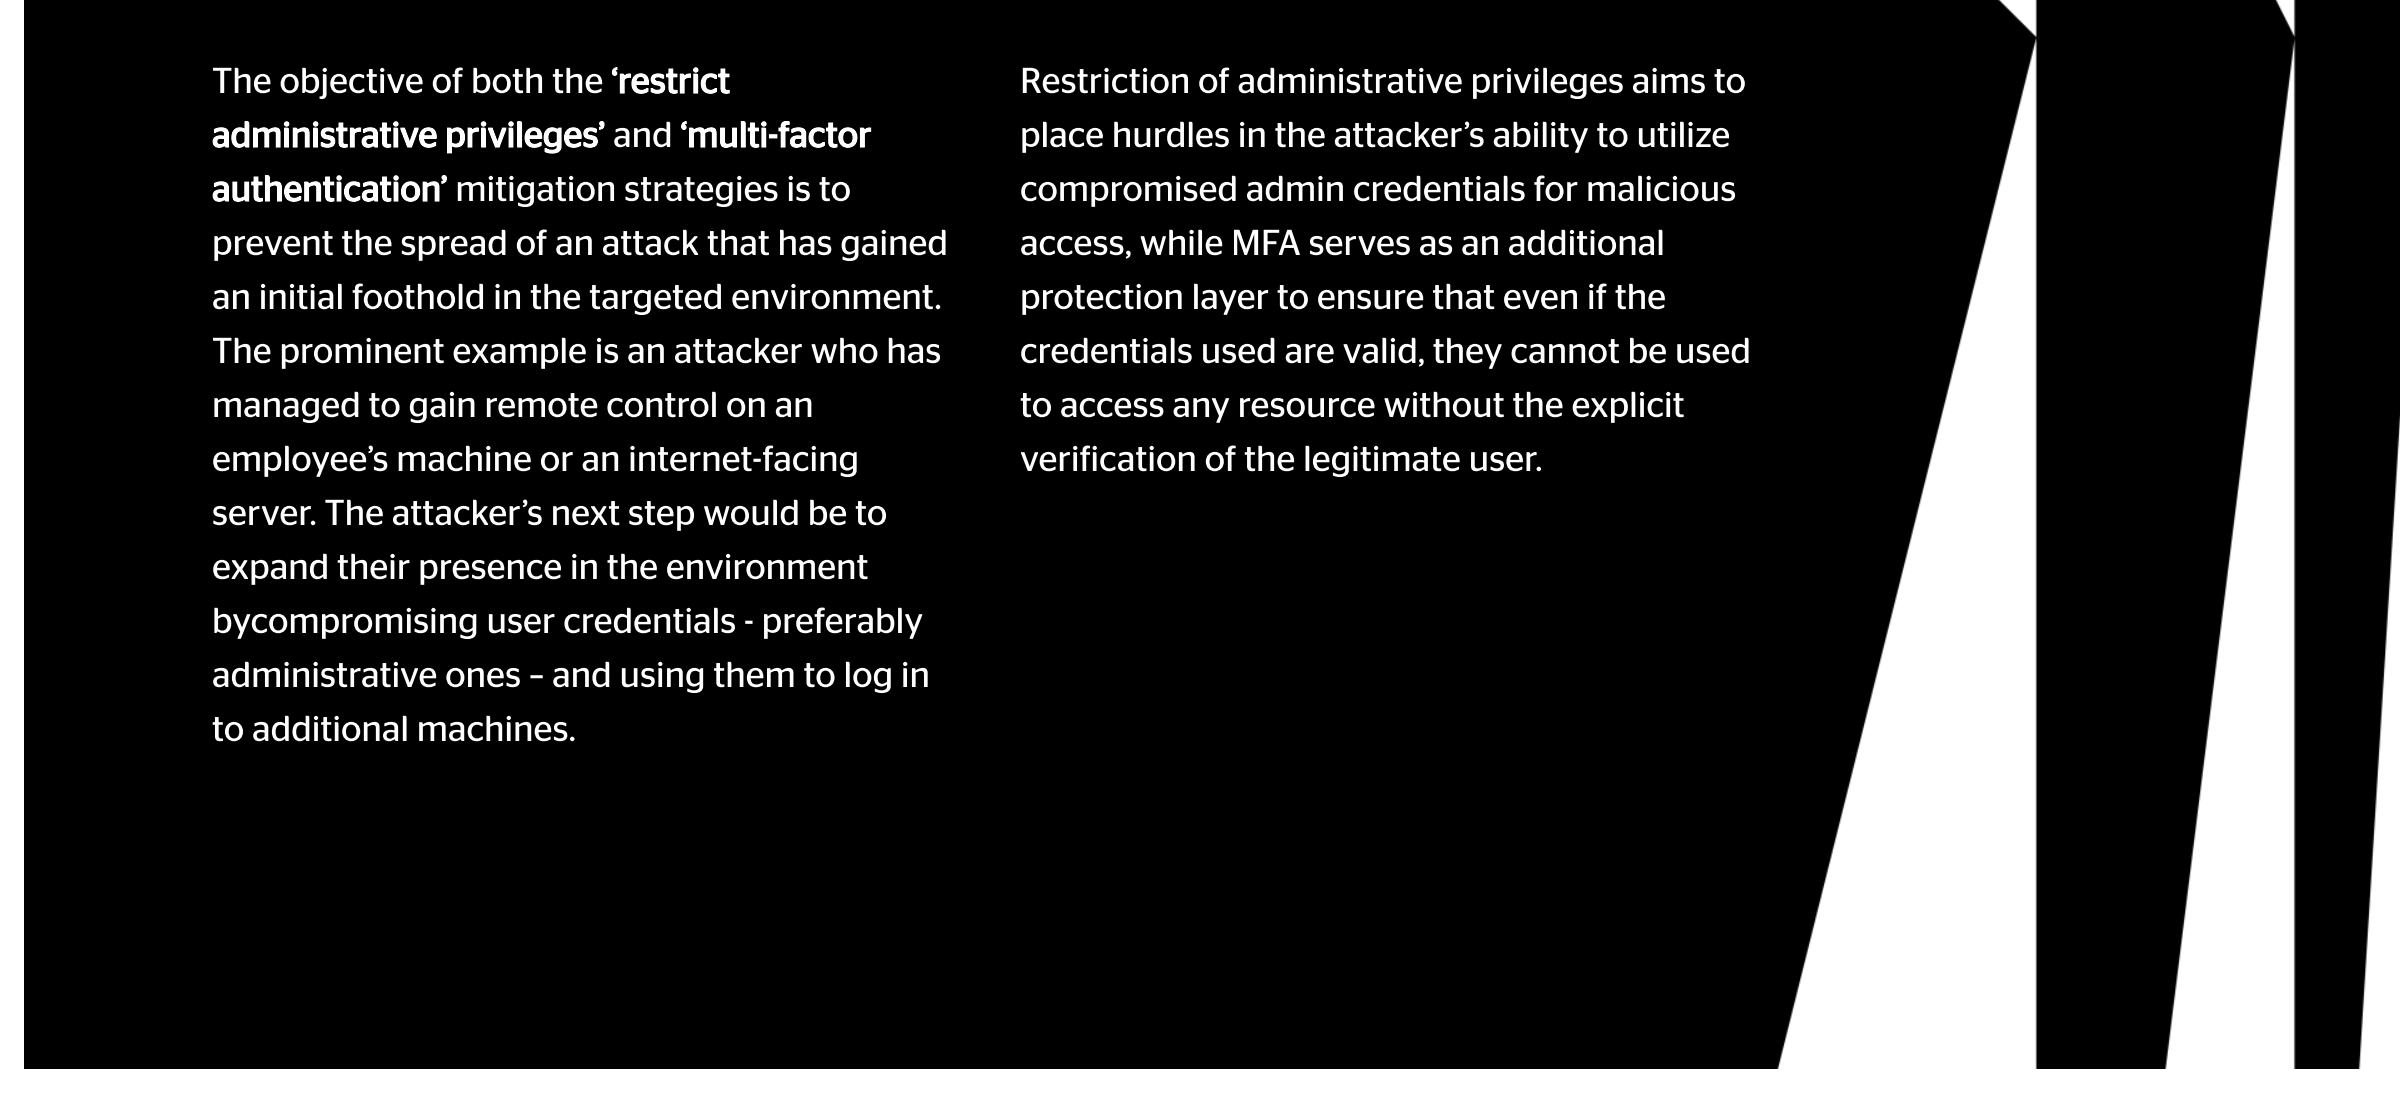 The objective of both the ‘restrict
administrative privileges’ and ‘multi-factor
authentication’ mitigation strategies is to
prevent the spread of an attack that has gained
an initial foothold in the targeted environment.
The prominent example is an attacker who has
managed to gain remote control on an
employee’s machine or an internet-facing
server. The attacker’s next step would be to
expand their presence in the environment
bycompromising user credentials - preferably
administrative ones – and using them to log in
to additional machines.
Restriction of administrative privileges aims to
place hurdles in the attacker’s ability to utilize
compromised admin credentials for malicious
access, while MFA serves as an additional
protection layer to ensure that even if the
credentials used are valid, they cannot be used
to access any resource without the explicit
verification of the legitimate user.